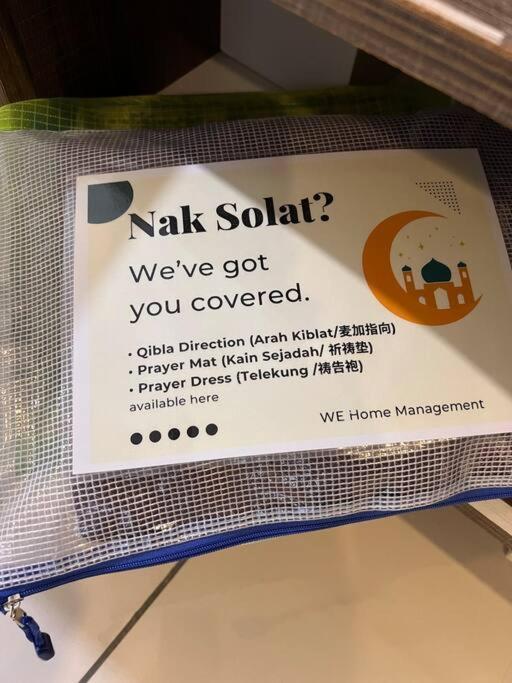 Nak Solat?
We've got
you covered.
• Qibla Direction (Arah Kiblat/麦加指向)
• Prayer Mat (Kain Sejadah/ 祈祷垫)
• Prayer Dress (Telekung /祷告袍)
available here
WE Home Management